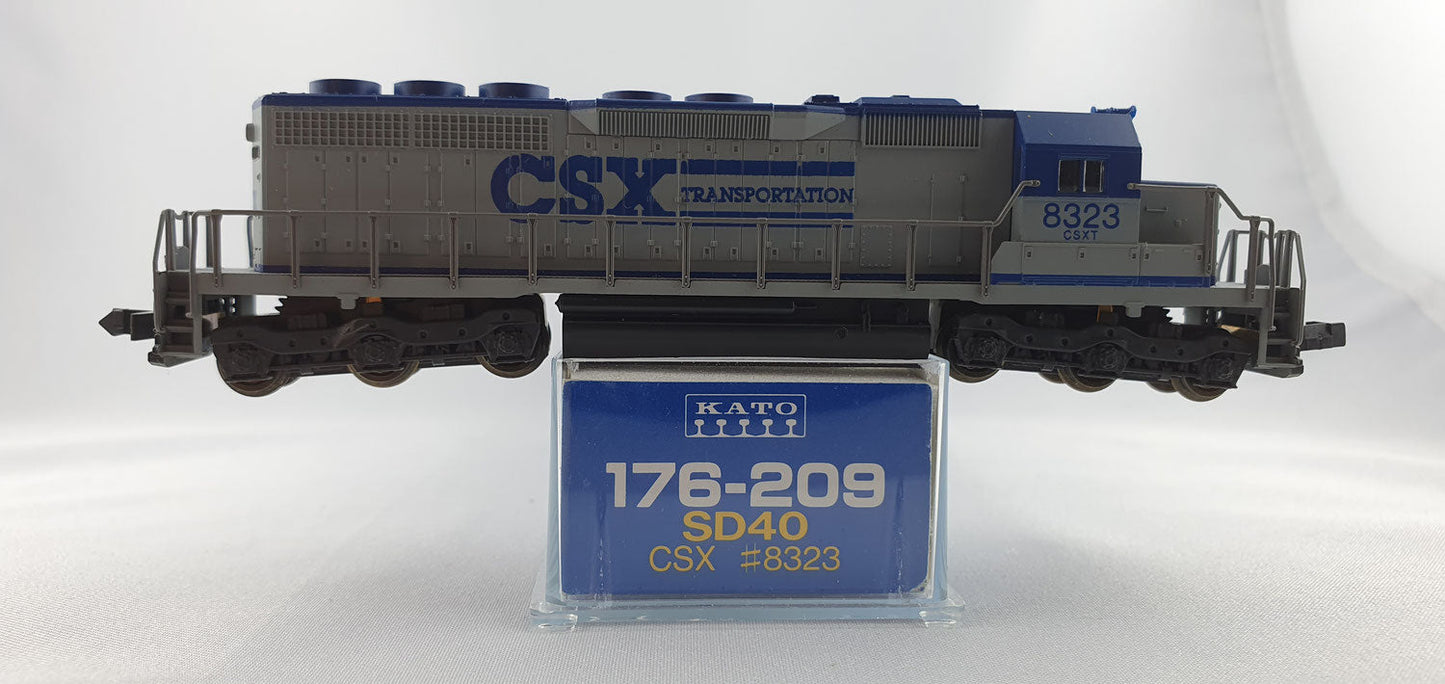 CSX TRANSPORTATION
8323
CSXT
KATO
176-209
SD40
CSX #8323